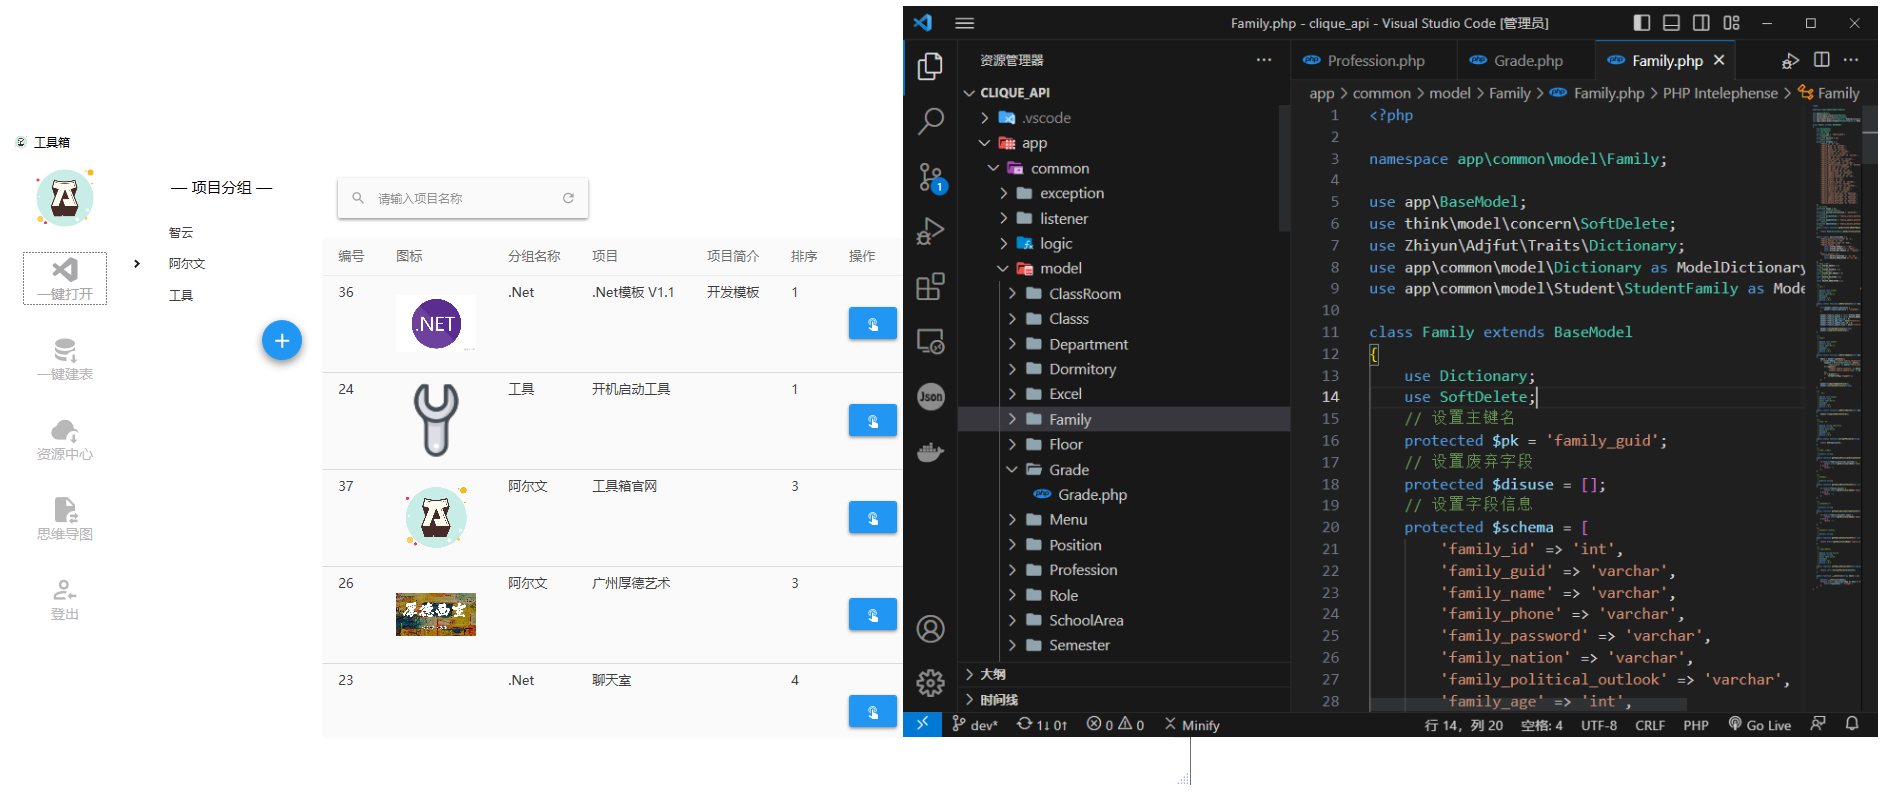 工具箱
一键打开
一键建表
资源中心
思维导图
登出
— 项目分组 —
智云
阿尔文
工具
请输入项目名称
编号 图标 分组名称 项目 项目简介 排序 操作
36 .NET .Net .Net模板 V1.1 开发模板 1
24 工具 开机启动工具 1
37 阿尔文 工具箱官网 3
26 厚德画室 阿尔文 广州厚德艺术 3
23 .Net 聊天室 4
Family.php - clique_api - Visual Studio Code [管理员]
资源管理器
CLIQUE_API
.vscode
app
common
exception
listener
logic
model
ClassRoom
Classs
Department
Dormitory
Excel
Family
Floor
Grade
Grade.php
Menu
Position
Profession
Role
SchoolArea
Semester
大纲
时间线
1
Json
Profession.php Grade.php Family.php
app > common > model > Family > Family.php > PHP Intelephense > Family
1 <?php
2
3 namespace app\common\model\Family;
4
5 use app\BaseModel;
6 use think\model\concern\SoftDelete;
7 use Zhiyun\Adjfut\Traits\Dictionary;
8 use app\common\model\Dictionary as ModelDictionary
9 use app\common\model\Student\StudentFamily as Mode
10
11 class Family extends BaseModel
12 {
13 use Dictionary;
14 use SoftDelete;
15 // 设置主键名
16 protected $pk = 'family_guid';
17 // 设置废弃字段
18 protected $disuse = [];
19 // 设置字段信息
20 protected $schema = [
21 'family_id' => 'int',
22 'family_guid' => 'varchar',
23 'family_name' => 'varchar',
24 'family_phone' => 'varchar',
25 'family_password' => 'varchar',
26 'family_nation' => 'varchar',
27 'family_political_outlook' => 'varchar',
28 'family_age' => 'int',
dev* 1↓ 0↑ 0 0 Minify 行 14，列 20 空格: 4 UTF-8 CRLF PHP Go Live